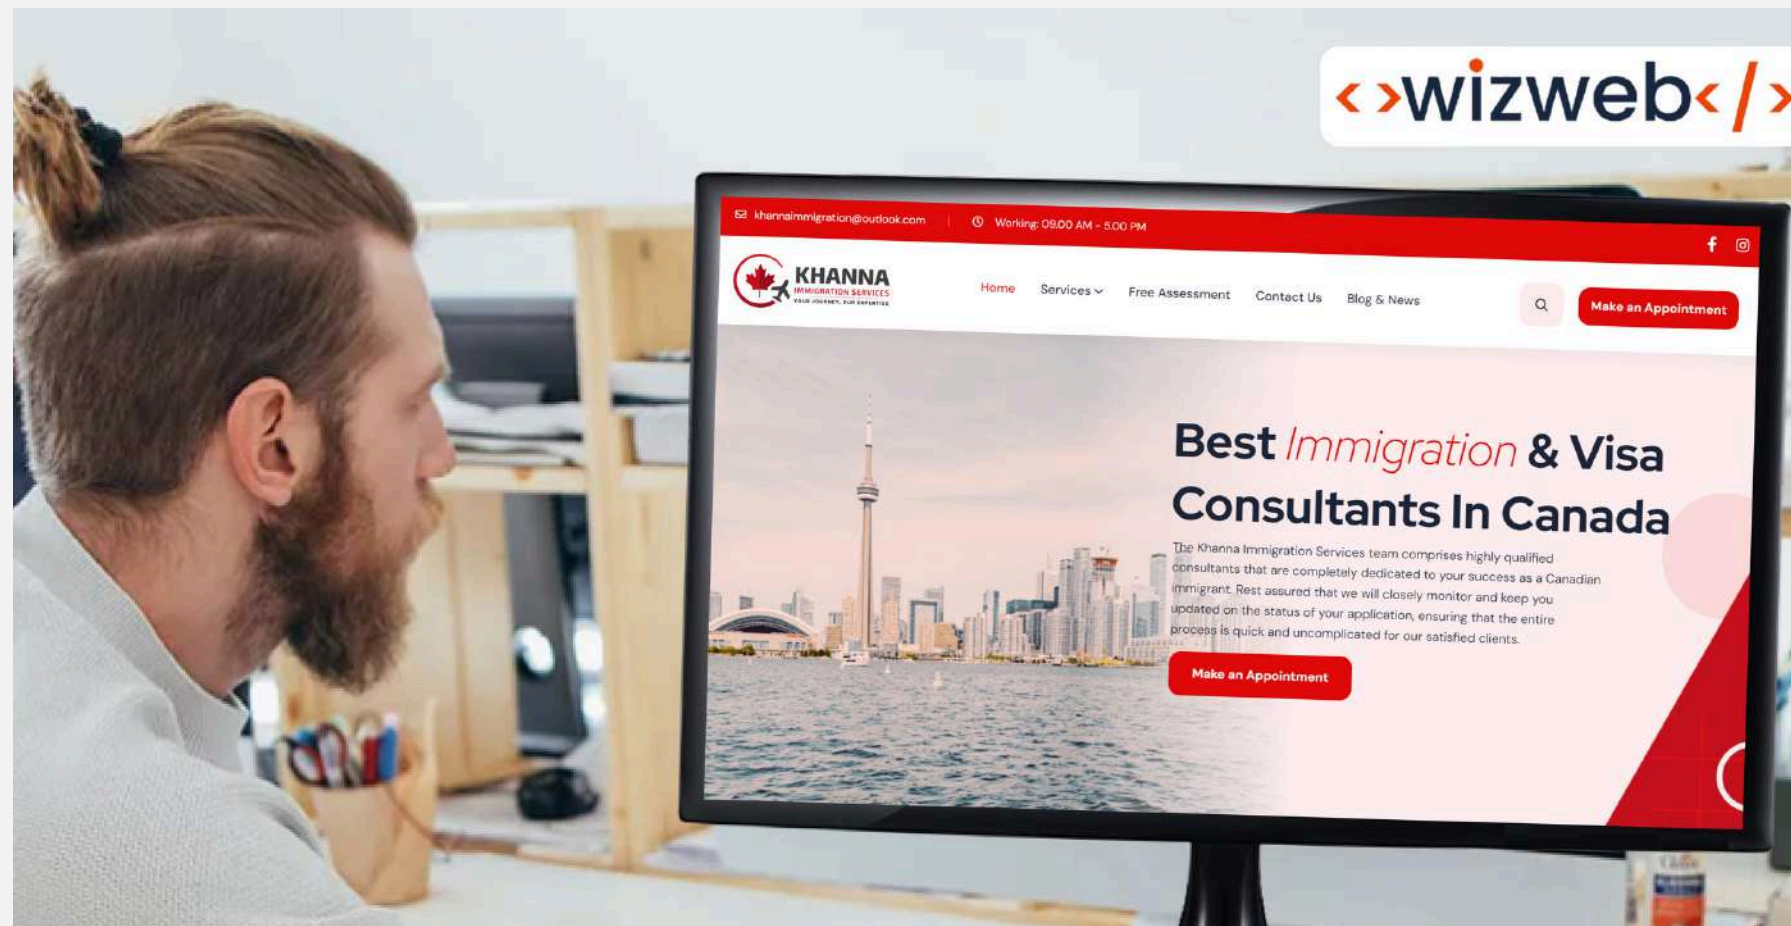 <>wizweb</>
khannaimmigration@outlook.com
Working: 09.00 AM - 5.00 PM
KHANNA
IMMIGRATION SERVICES
YOUR JOURNEY, OUR EXPERTISE
Home
Services
Free Assessment
Contact Us
Blog & News
Make an Appointment
Best Immigration & Visa
Consultants In Canada
The Khanna Immigration Services team comprises highly qualified
consultants that are completely dedicated to your success as a Canadian
immigrant. Rest assured that we will closely monitor and keep you
updated on the status of your application, ensuring that the entire
process is quick and uncomplicated for our satisfied clients.
Make an Appointment